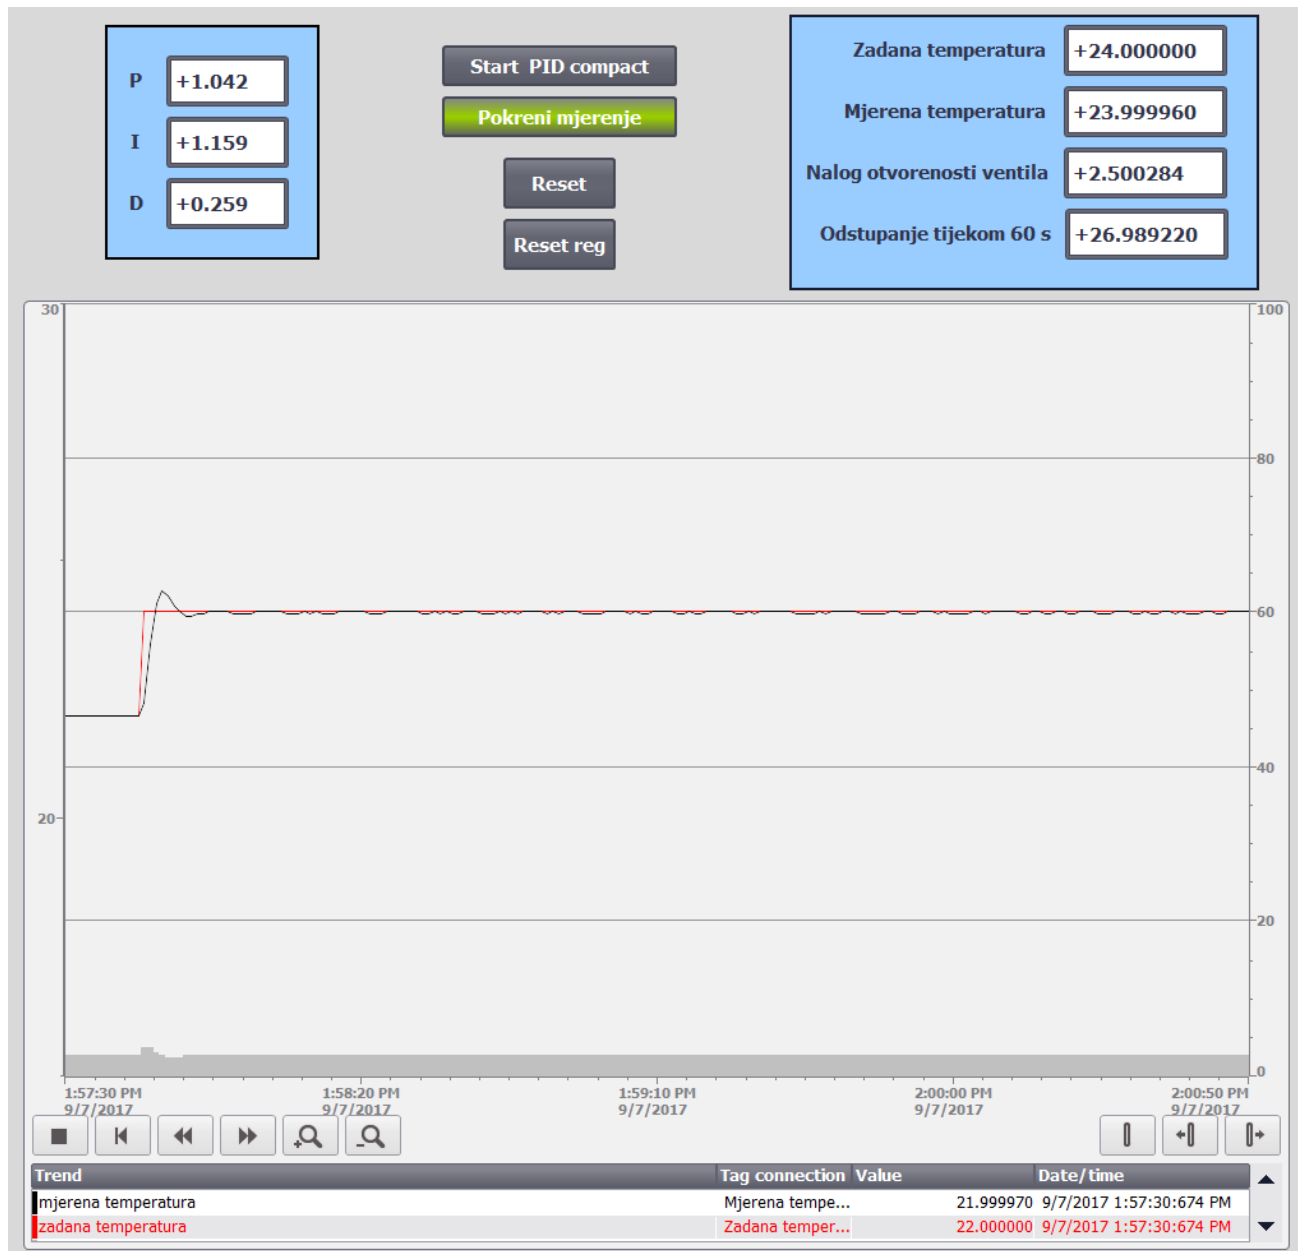 P +1.042
I +1.159
D +0.259
Start PID compact
Pokreni mjerenje
Reset
Reset reg
Zadana temperatura +24.000000
Mjerena temperatura +23.999960
Nalog otvorenosti ventila +2.500284
Odstupanje tijekom 60 s +26.989220
30 100
80
60
40
20
20
0
1:57:30 PM 1:58:20 PM 1:59:10 PM 2:00:00 PM 2:00:50 PM
9/7/2017 9/7/2017 9/7/2017 9/7/2017 9/7/2017
Trend Tag connection Value Date/time
mjerena temperatura Mjerena tempe... 21.999970 9/7/2017 1:57:30:674 PM
zadana temperatura Zadana temper... 22.000000 9/7/2017 1:57:30:674 PM